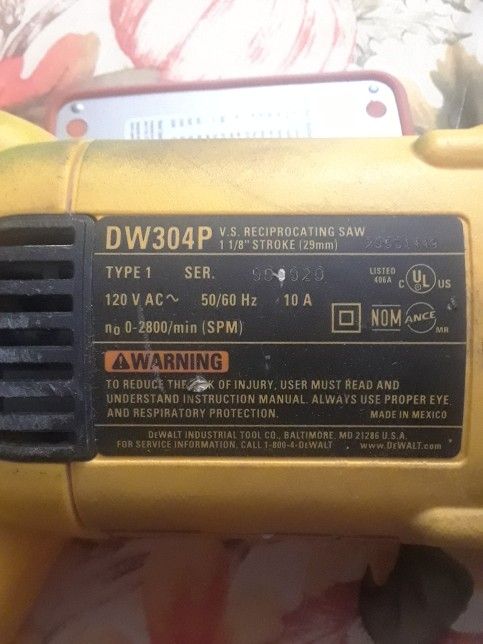 DW304P V.S. RECIPROCATING SAW
1 1/8" STROKE (29mm)
TYPE 1 SER.
LISTED
406A
C UL US
120 V AC~ 50/60 Hz 10 A
NOM ANCE MR
n0 0-2800/min (SPM)
WARNING
TO REDUCE THE OF INJURY, USER MUST READ AND
UNDERSTAND INSTRUCTION MANUAL. ALWAYS USE PROPER EYE
AND RESPIRATORY PROTECTION. MADE IN MEXICO
DEWALT INDUSTRIAL TOOL CO., BALTIMORE, MD 21286 U.S.A.
FOR SERVICE INFORMATION, CALL 1-800-4-DEWALT www.DEWALT.com